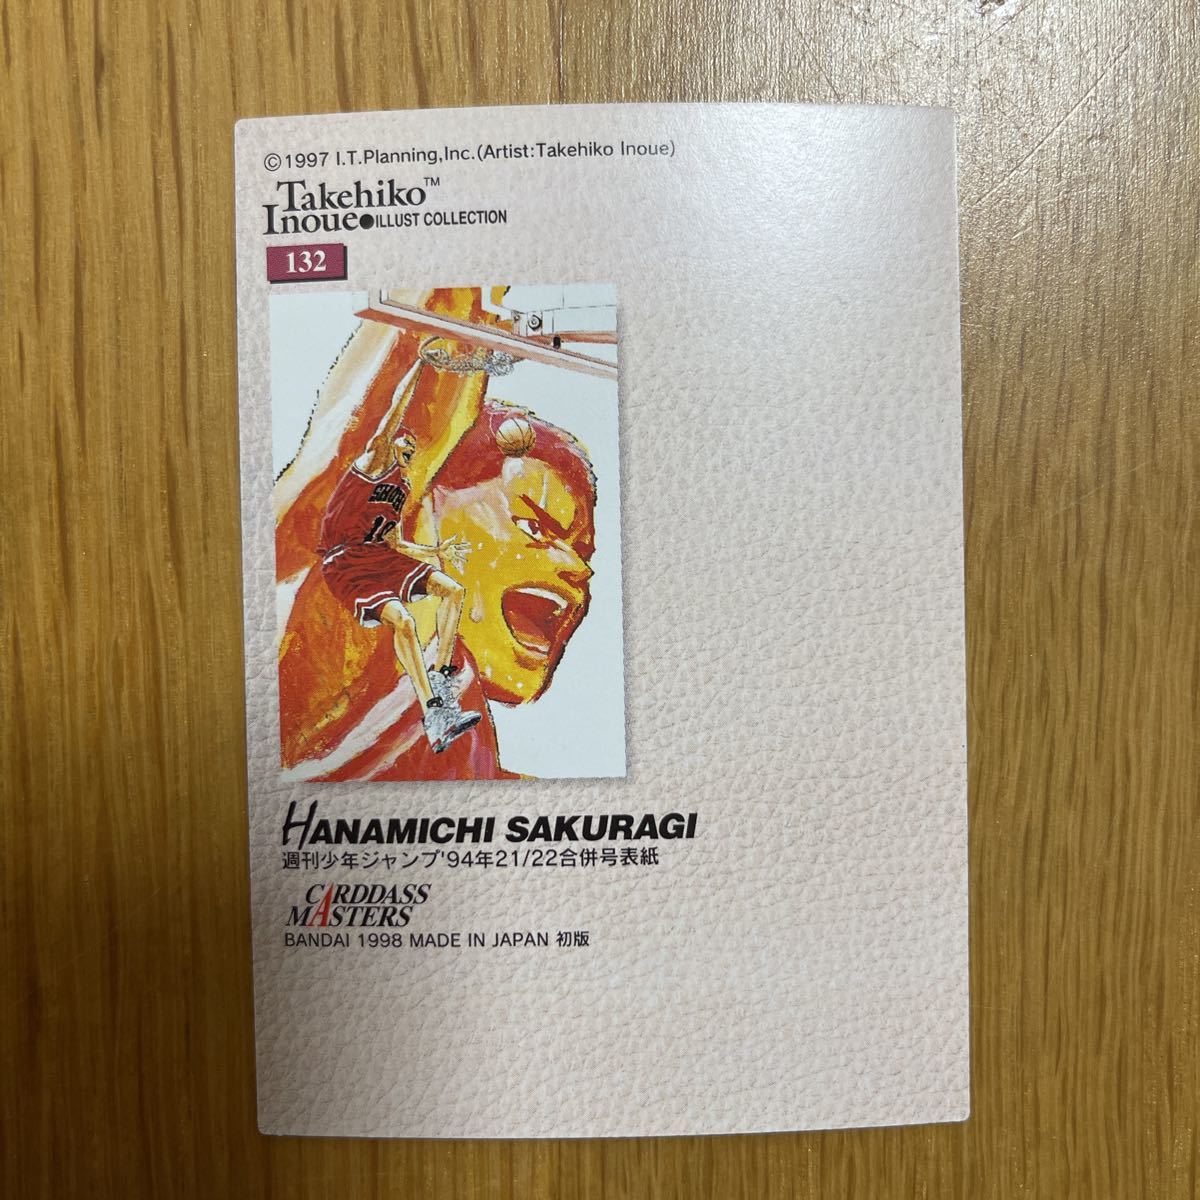 ©1997 I.T.Planning,Inc.(Artist:Takehiko Inoue)
Takehiko™
Inoue●ILLUST COLLECTION
132
HANAMICHI SAKURAGI
週刊少年ジャンプ'94年21/22合併号表紙
CARDDASS
MASTERS
BANDAI 1998 MADE IN JAPAN 初版